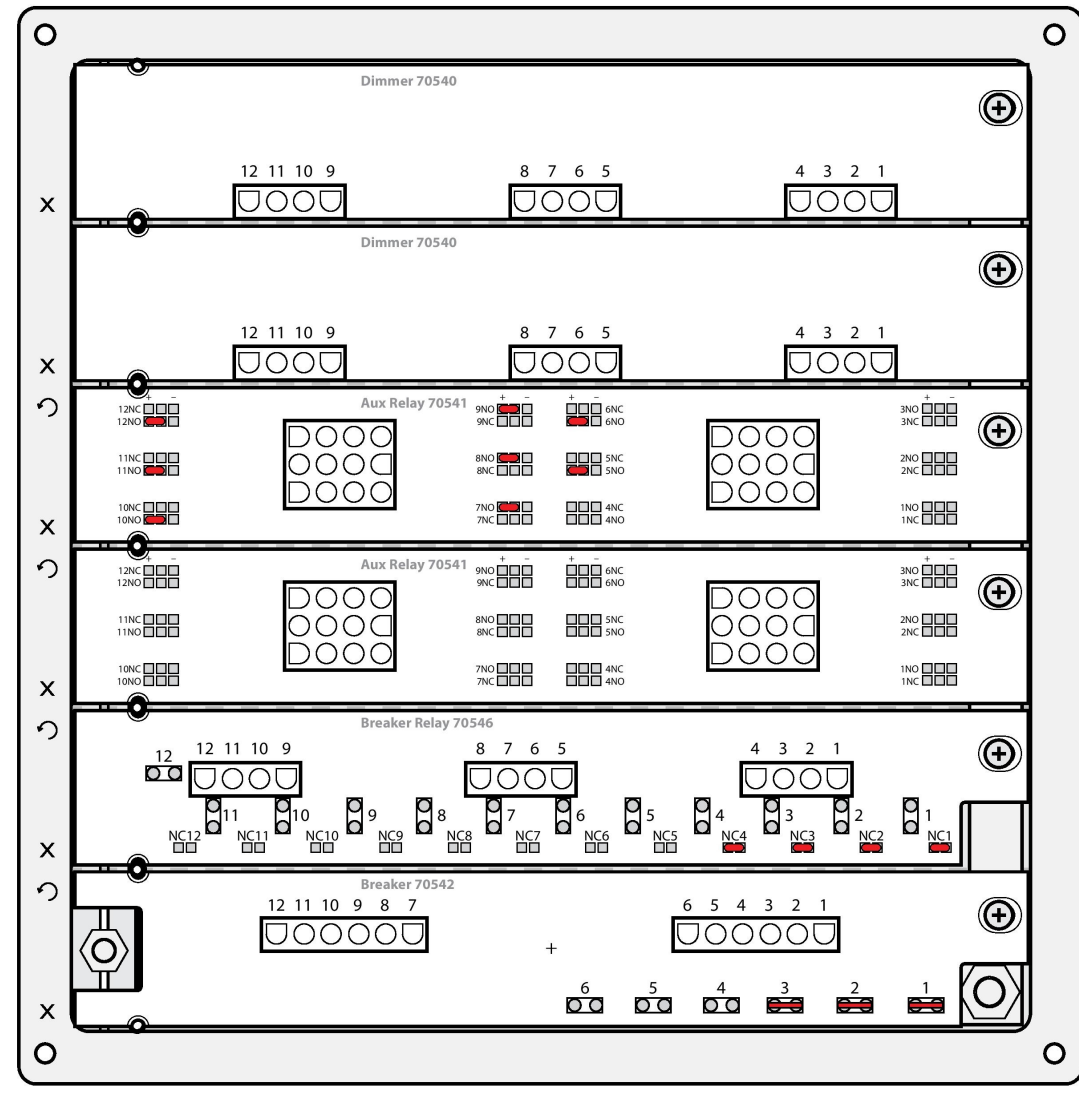 Dimmer 70540
12 11 10 9 8 7 6 5 4 3 2 1
X
Dimmer 70540
12 11 10 9 8 7 6 5 4 3 2 1
X
Aux Relay 70541
+ − + − + − + −
12NC 9NO 6NC 3NO
12NO 9NC 6NO 3NC
11NC 8NO 5NC 2NO
11NO 8NC 5NO 2NC
10NC 7NO 4NC 1NO
10NO 7NC 4NO 1NC
X
Aux Relay 70541
+ − + − + − + −
12NC 9NO 6NC 3NO
12NO 9NC 6NO 3NC
11NC 8NO 5NC 2NO
11NO 8NC 5NO 2NC
10NC 7NO 4NC 1NO
10NO 7NC 4NO 1NC
X
Breaker Relay 70546
12 12 11 10 9 8 7 6 5 4 3 2 1
11 10 9 8 7 6 5 4 3 2 1
NC12 NC11 NC10 NC9 NC8 NC7 NC6 NC5 NC4 NC3 NC2 NC1
X
Breaker 70542
12 11 10 9 8 7 6 5 4 3 2 1
+
6 5 4 3 2 1
X